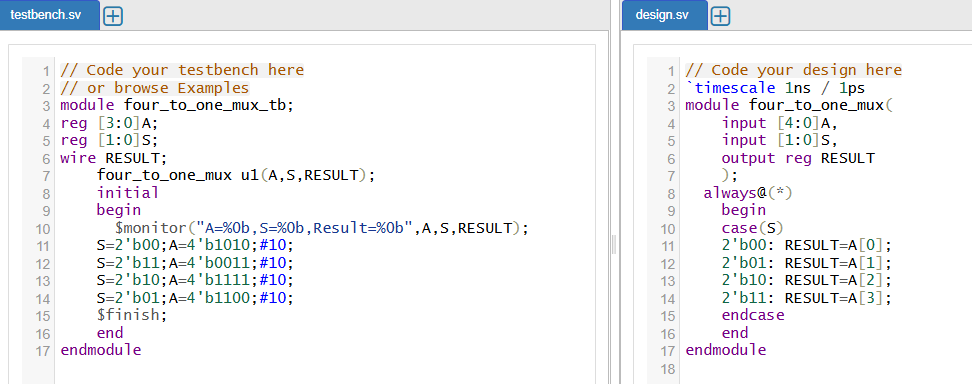 testbench.sv
1 // Code your testbench here
2 // or browse Examples
3 module four_to_one_mux_tb;
4 reg [3:0]A;
5 reg [1:0]S;
6 wire RESULT;
7     four_to_one_mux u1(A,S,RESULT);
8     initial
9     begin
10       $monitor("A=%0b,S=%0b,Result=%0b",A,S,RESULT);
11     S=2'b00;A=4'b1010;#10;
12     S=2'b11;A=4'b0011;#10;
13     S=2'b10;A=4'b1111;#10;
14     S=2'b01;A=4'b1100;#10;
15     $finish;
16     end
17 endmodule
design.sv
1 // Code your design here
2 `timescale 1ns / 1ps
3 module four_to_one_mux(
4     input [4:0]A,
5     input [1:0]S,
6     output reg RESULT
7     );
8   always@(*)
9     begin
10     case(S)
11     2'b00: RESULT=A[0];
12     2'b01: RESULT=A[1];
13     2'b10: RESULT=A[2];
14     2'b11: RESULT=A[3];
15     endcase
16     end
17 endmodule
18